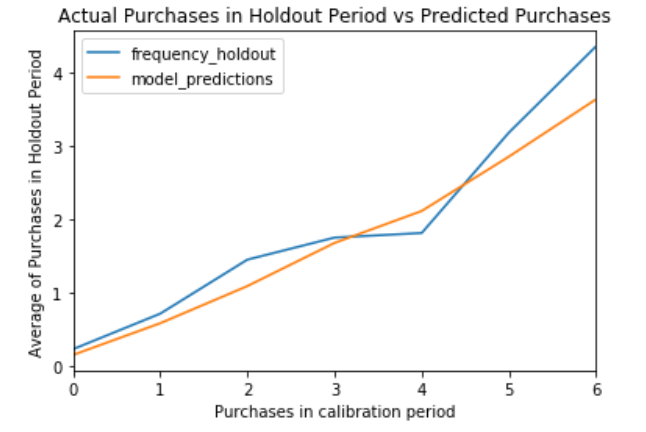 Actual Purchases in Holdout Period vs Predicted Purchases
frequency_holdout
model_predictions
Average of Purchases in Holdout Period
4
3
2
1
0
0 1 2 3 4 5 6
Purchases in calibration period